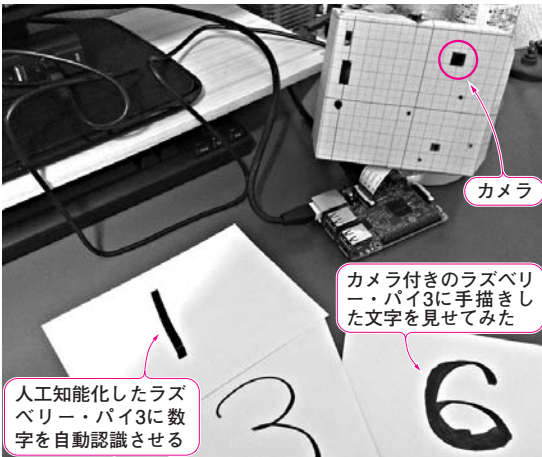 カメラ
カメラ付きのラズベリ
ー・パイ3に手描きし
た文字を見せてみた
1
3
6
人工知能化したラズ
ベリー・パイ3に数
字を自動認識させる